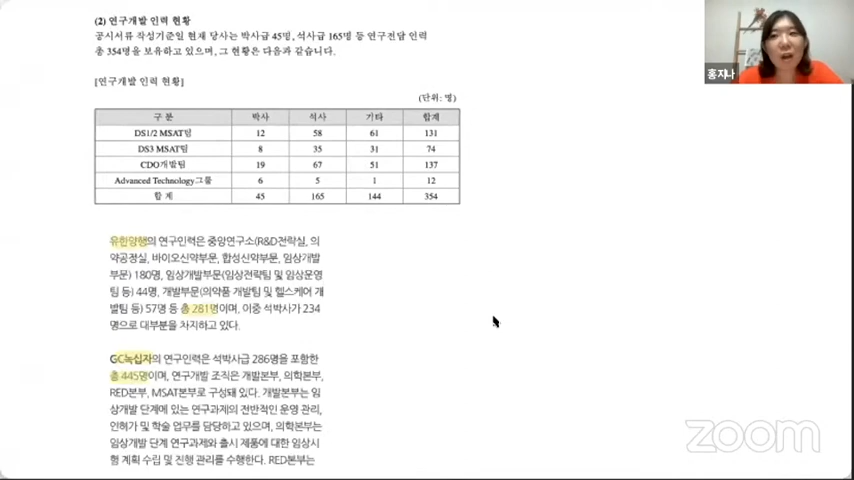 (2) 연구개발 인력 현황
공시서류 작성기준일 현재 당사는 박사급 45명, 석사급 165명 등 연구전담 인력
총 354명을 보유하고 있으며, 그 현황은 다음과 같습니다.
[연구개발 인력 현황]
(단위: 명)
구 분 박사 석사 기타 합계
DS1/2 MSAT팀 12 58 61 131
DS3 MSAT팀 8 35 31 74
CDO개발팀 19 67 51 137
Advanced Technology그룹 6 5 1 12
합 계 45 165 144 354
유한양행의 연구인력은 중앙연구소(R&D전략실, 의
약공정실, 바이오신약부문, 합성신약부문, 임상개발
부문) 180명, 임상개발부문(임상전략팀 및 임상운영
팀 등) 44명, 개발부문(의약품 개발팀 및 헬스케어 개
발팀 등) 57명 등 총 281명이며, 이중 석박사가 234
명으로 대부분을 차지하고 있다.
GC녹십자의 연구인력은 석박사급 286명을 포함한
총 445명이며, 연구개발 조직은 개발본부, 의학본부,
RED본부, MSAT본부로 구성돼 있다. 개발본부는 임
상개발 단계에 있는 연구과제의 전반적인 운영 관리,
인허가 및 학술 업무를 담당하고 있으며, 의학본부는
임상개발 단계 연구과제와 출시 제품에 대한 임상시
험 계획 수립 및 진행 관리를 수행한다. RED본부는
홍지나
zoom